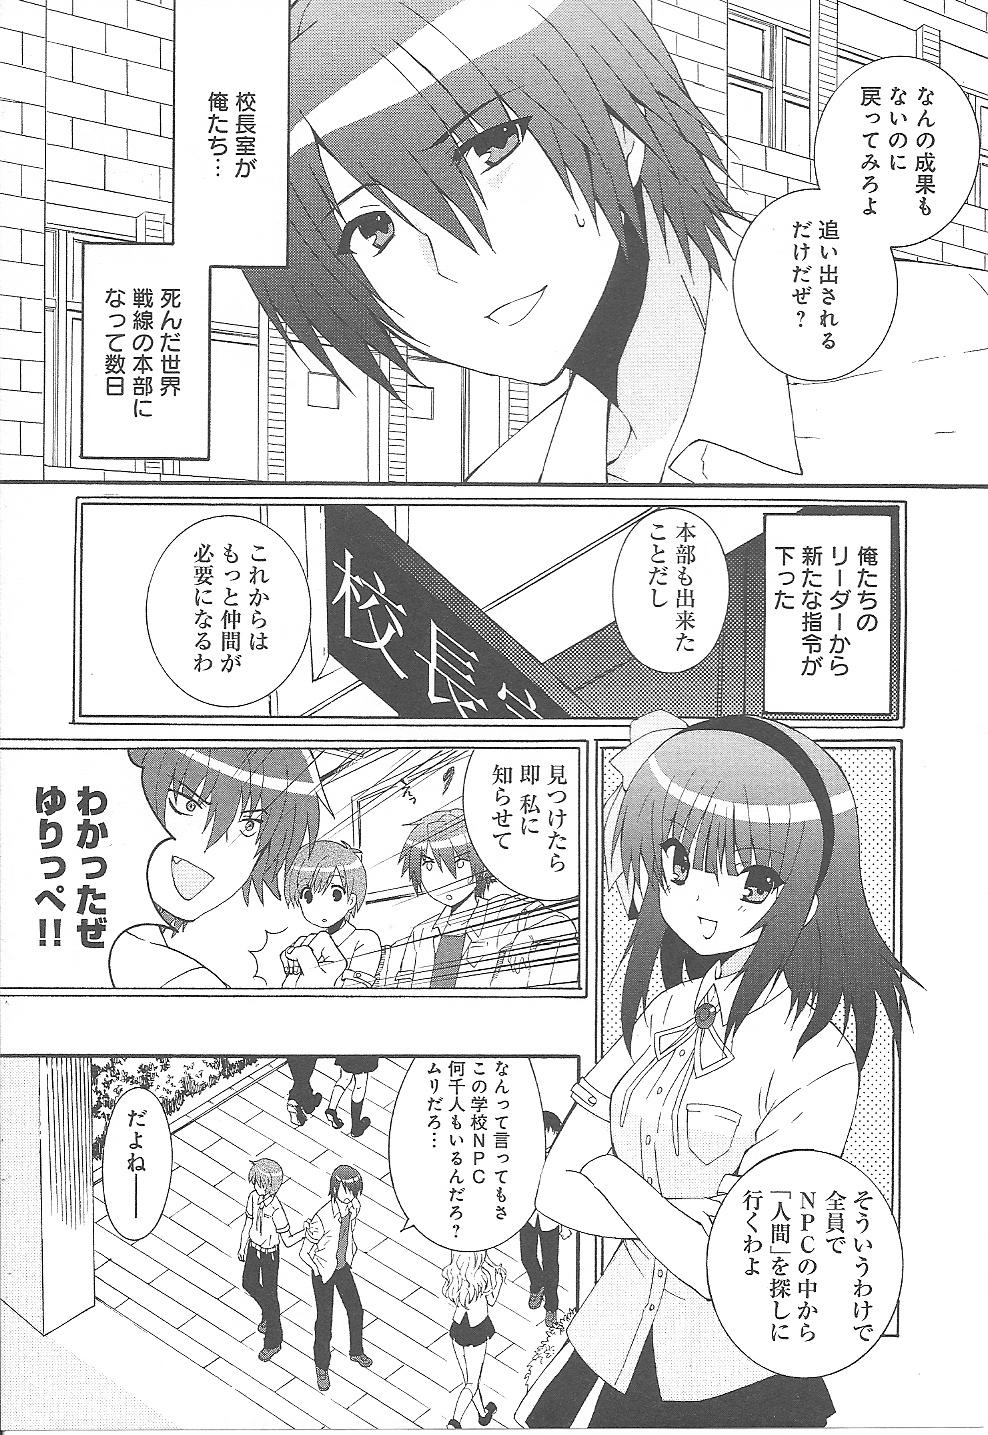 なんの成果も
ないのに
戻ってみろよ
追い出される
だけだぜ?
校長室が
俺たち…
死んだ世界
戦線の本部に
なって数日
俺たちの
リーダーから
新たな指令が
下った
本部も出来た
ことだし
校長
これからは
もっと仲間が
必要になるわ
そういうわけで
全員で
NPCの中から
「人間」を探しに
行くわよ
見つけたら
即 私に
知らせて
えっ
わかったぜ
ゆりっぺ!!
なんって言ってもさ
この学校NPC
何千人もいるんだろ?
ムリだろ…
だよねー